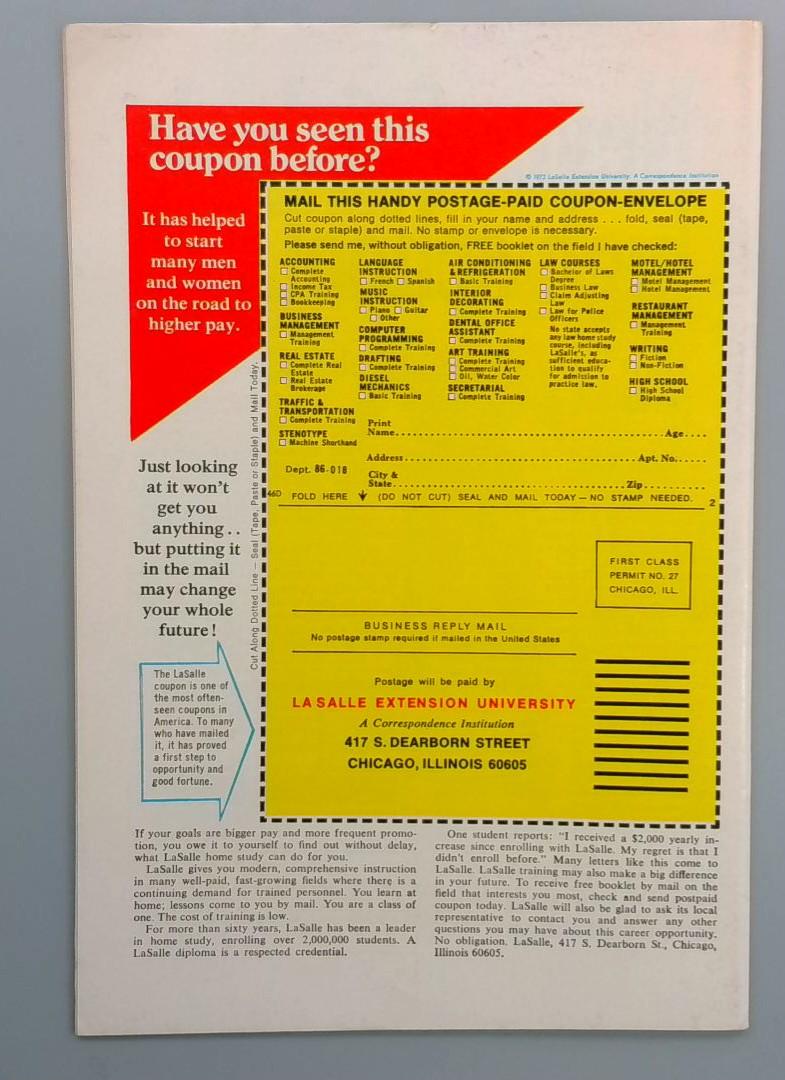 Have you seen this
coupon before?
© 1973 LaSalle Extension University. A Correspondence Institution
It has helped
to start
many men
and women
on the road to
higher pay.
Just looking
at it won't
get you
anything . .
but putting it
in the mail
may change
your whole
future!
The LaSalle
coupon is one of
the most often-
seen coupons in
America. To many
who have mailed
it, it has proved
a first step to
opportunity and
good fortune.
Cut Along Dotted Line — Seal (Tape, Paste or Staple) and Mail Today.
MAIL THIS HANDY POSTAGE-PAID COUPON-ENVELOPE
Cut coupon along dotted lines, fill in your name and address . . . fold, seal (tape,
paste or staple) and mail. No stamp or envelope is necessary.
Please send me, without obligation, FREE booklet on the field I have checked:
ACCOUNTING
☐ Complete
Accounting
☐ Income Tax
☐ CPA Training
☐ Bookkeeping
BUSINESS
MANAGEMENT
☐ Management
Training
REAL ESTATE
☐ Complete Real
Estate
☐ Real Estate
Brokerage
TRAFFIC &
TRANSPORTATION
☐ Complete Training
STENOTYPE
☐ Machine Shorthand
LANGUAGE
INSTRUCTION
☐ French ☐ Spanish
MUSIC
INSTRUCTION
☐ Piano ☐ Guitar
☐ Other
COMPUTER
PROGRAMMING
☐ Complete Training
DRAFTING
☐ Complete Training
DIESEL
MECHANICS
☐ Basic Training
AIR CONDITIONING
& REFRIGERATION
☐ Basic Training
INTERIOR
DECORATING
☐ Complete Training
DENTAL OFFICE
ASSISTANT
☐ Complete Training
ART TRAINING
☐ Complete Training
☐ Commercial Art
☐ Oil, Water Color
SECRETARIAL
☐ Complete Training
LAW COURSES
☐ Bachelor of Laws
Degree
☐ Business Law
☐ Claim Adjusting
Law
☐ Law for Police
Officers
No state accepts
any law home study
course, including
LaSalle's, as
sufficient educa-
tion to qualify
for admission to
practice law.
MOTEL/HOTEL
MANAGEMENT
☐ Motel Management
☐ Hotel Management
RESTAURANT
MANAGEMENT
☐ Management
Training
WRITING
☐ Fiction
☐ Non-Fiction
HIGH SCHOOL
☐ High School
Diploma
Print
Name........Age....
Address........Apt. No......
Dept. 86-018
City &
State........Zip........
46D FOLD HERE ↓ (DO NOT CUT) SEAL AND MAIL TODAY — NO STAMP NEEDED. 2
FIRST CLASS
PERMIT NO. 27
CHICAGO, ILL.
BUSINESS REPLY MAIL
No postage stamp required if mailed in the United States
Postage will be paid by
LA SALLE EXTENSION UNIVERSITY
A Correspondence Institution
417 S. DEARBORN STREET
CHICAGO, ILLINOIS 60605
If your goals are bigger pay and more frequent promo-
tion, you owe it to yourself to find out without delay,
what LaSalle home study can do for you.
LaSalle gives you modern, comprehensive instruction
in many well-paid, fast-growing fields where there is a
continuing demand for trained personnel. You learn at
home; lessons come to you by mail. You are a class of
one. The cost of training is low.
For more than sixty years, LaSalle has been a leader
in home study, enrolling over 2,000,000 students. A
LaSalle diploma is a respected credential.
One student reports: "I received a $2,000 yearly in-
crease since enrolling with LaSalle. My regret is that I
didn't enroll before." Many letters like this come to
LaSalle. LaSalle training may also make a big difference
in your future. To receive free booklet by mail on the
field that interests you most, check and send postpaid
coupon today. LaSalle will also be glad to ask its local
representative to contact you and answer any other
questions you may have about this career opportunity.
No obligation. LaSalle, 417 S. Dearborn St., Chicago,
Illinois 60605.